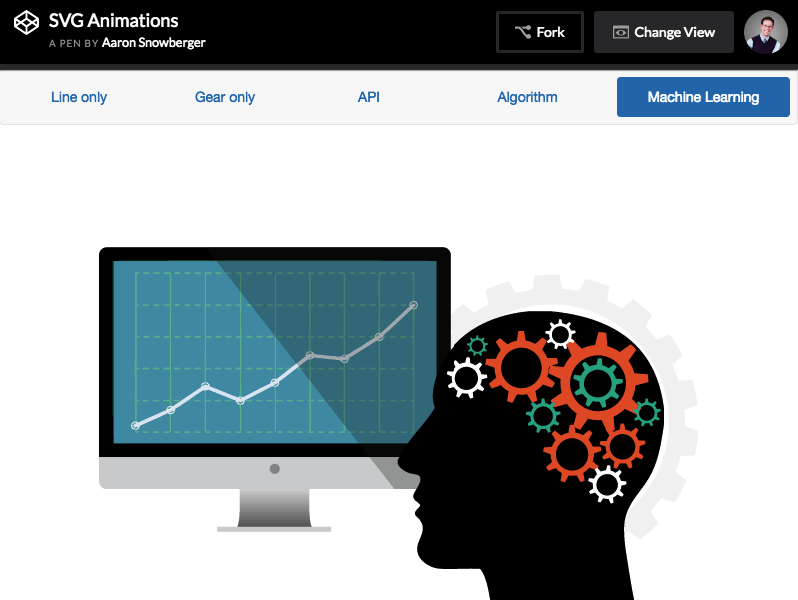 SVG Animations
A PEN BY Aaron Snowberger
Fork
Change View
Line only
Gear only
API
Algorithm
Machine Learning